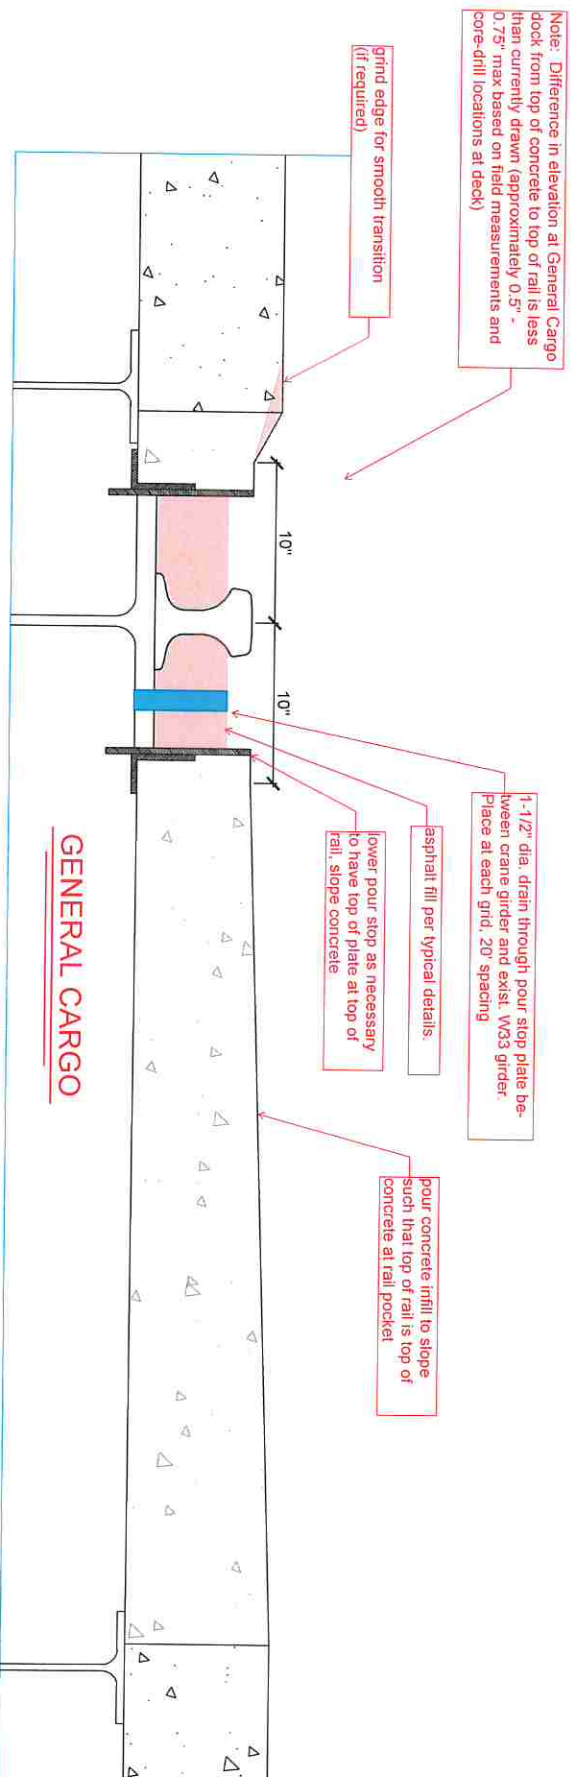 Note:  Difference in elevation at General Cargo
dock from top of concrete to top of rail is less
than currently drawn (approximately 0.5" -
0.75" max based on field measurements and
core-drill locations at deck)
grind edge for smooth transition
(if required)
1-1/2" dia. drain through pour stop plate be-
tween crane girder and exist. W33 girder.
Place at each grid, 20' spacing
asphalt fill per typical details.
lower pour stop as necessary
to have top of plate at top of
rail, slope concrete
pour concrete infill to slope
such that top of rail is top of
concrete at rail pocket
10"
10"
GENERAL CARGO